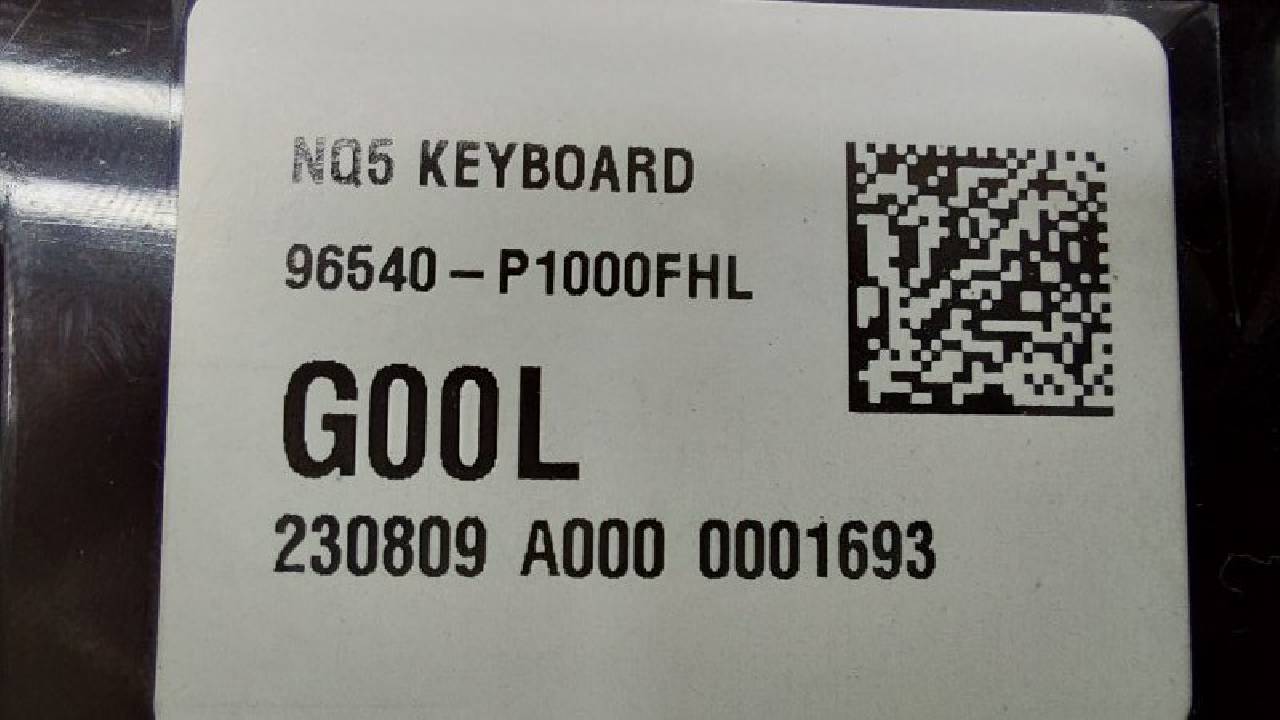 NQ5 KEYBOARD
96540-P1000FHL
G00L
230809 A000 0001693